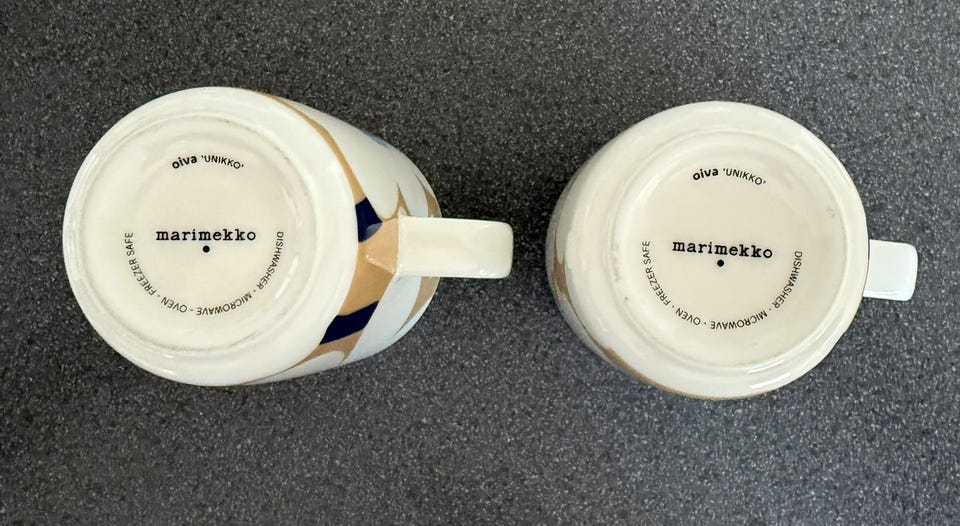 oiva 'UNIKKO'
marimekko
DISHWASHER · MICROWAVE · OVEN · FREEZER SAFE
oiva 'UNIKKO'
marimekko
DISHWASHER · MICROWAVE · OVEN · FREEZER SAFE